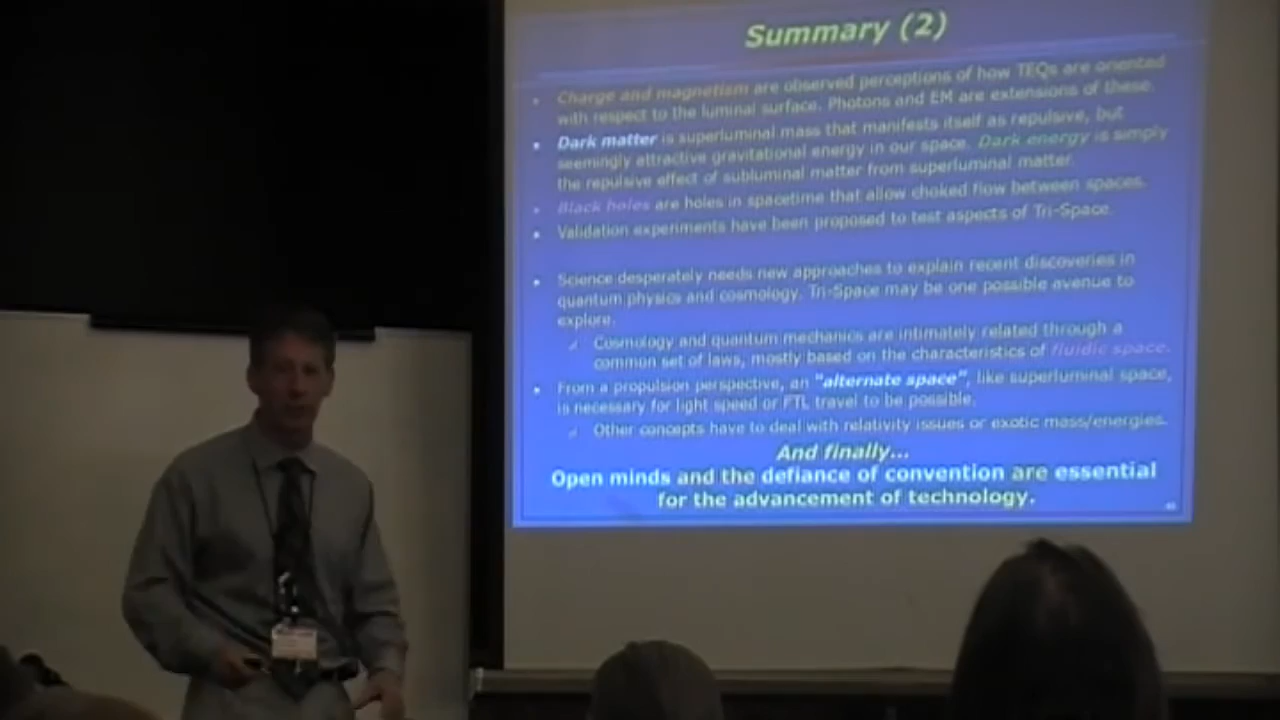 Summary (2)
• Charge and magnetism are observed perceptions of how TEQs are oriented
with respect to the luminal surface. Photons and EM are extensions of these.
• Dark matter is superluminal mass that manifests itself as repulsive, but
seemingly attractive gravitational energy in our space. Dark energy is simply
the repulsive effect of subluminal matter from superluminal matter.
• Black holes are holes in spacetime that allow choked flow between spaces.
• Validation experiments have been proposed to test aspects of Tri-Space.
• Science desperately needs new approaches to explain recent discoveries in
quantum physics and cosmology. Tri-Space may be one possible avenue to
explore.
Cosmology and quantum mechanics are intimately related through a
common set of laws, mostly based on the characteristics of fluidic space.
• From a propulsion perspective, an "alternate space", like superluminal space,
is necessary for light speed or FTL travel to be possible.
Other concepts have to deal with relativity issues or exotic mass/energies.
And finally...
Open minds and the defiance of convention are essential
for the advancement of technology.